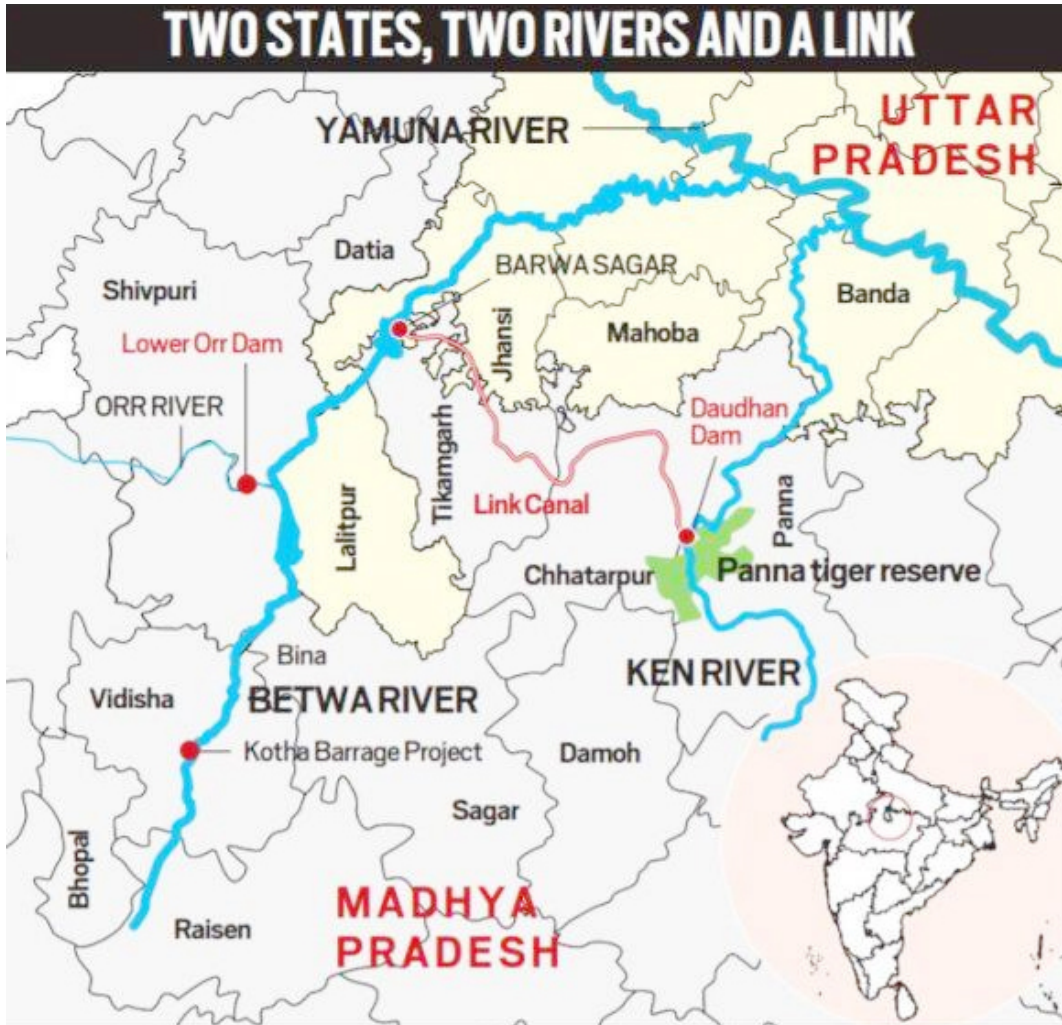 TWO STATES, TWO RIVERS AND A LINK
YAMUNA RIVER
UTTAR
PRADESH
Datia
BARWA SAGAR
Shivpuri
Banda
Jhansi
Mahoba
Lower Orr Dam
ORR RIVER
Daudhan
Dam
Tikamgarh
Link Canal
Lalitpur
Panna
Chhatarpur
Panna tiger reserve
Bina
KEN RIVER
Vidisha
BETWA RIVER
Kotha Barrage Project
Damoh
Sagar
Bhopal
MADHYA
PRADESH
Raisen